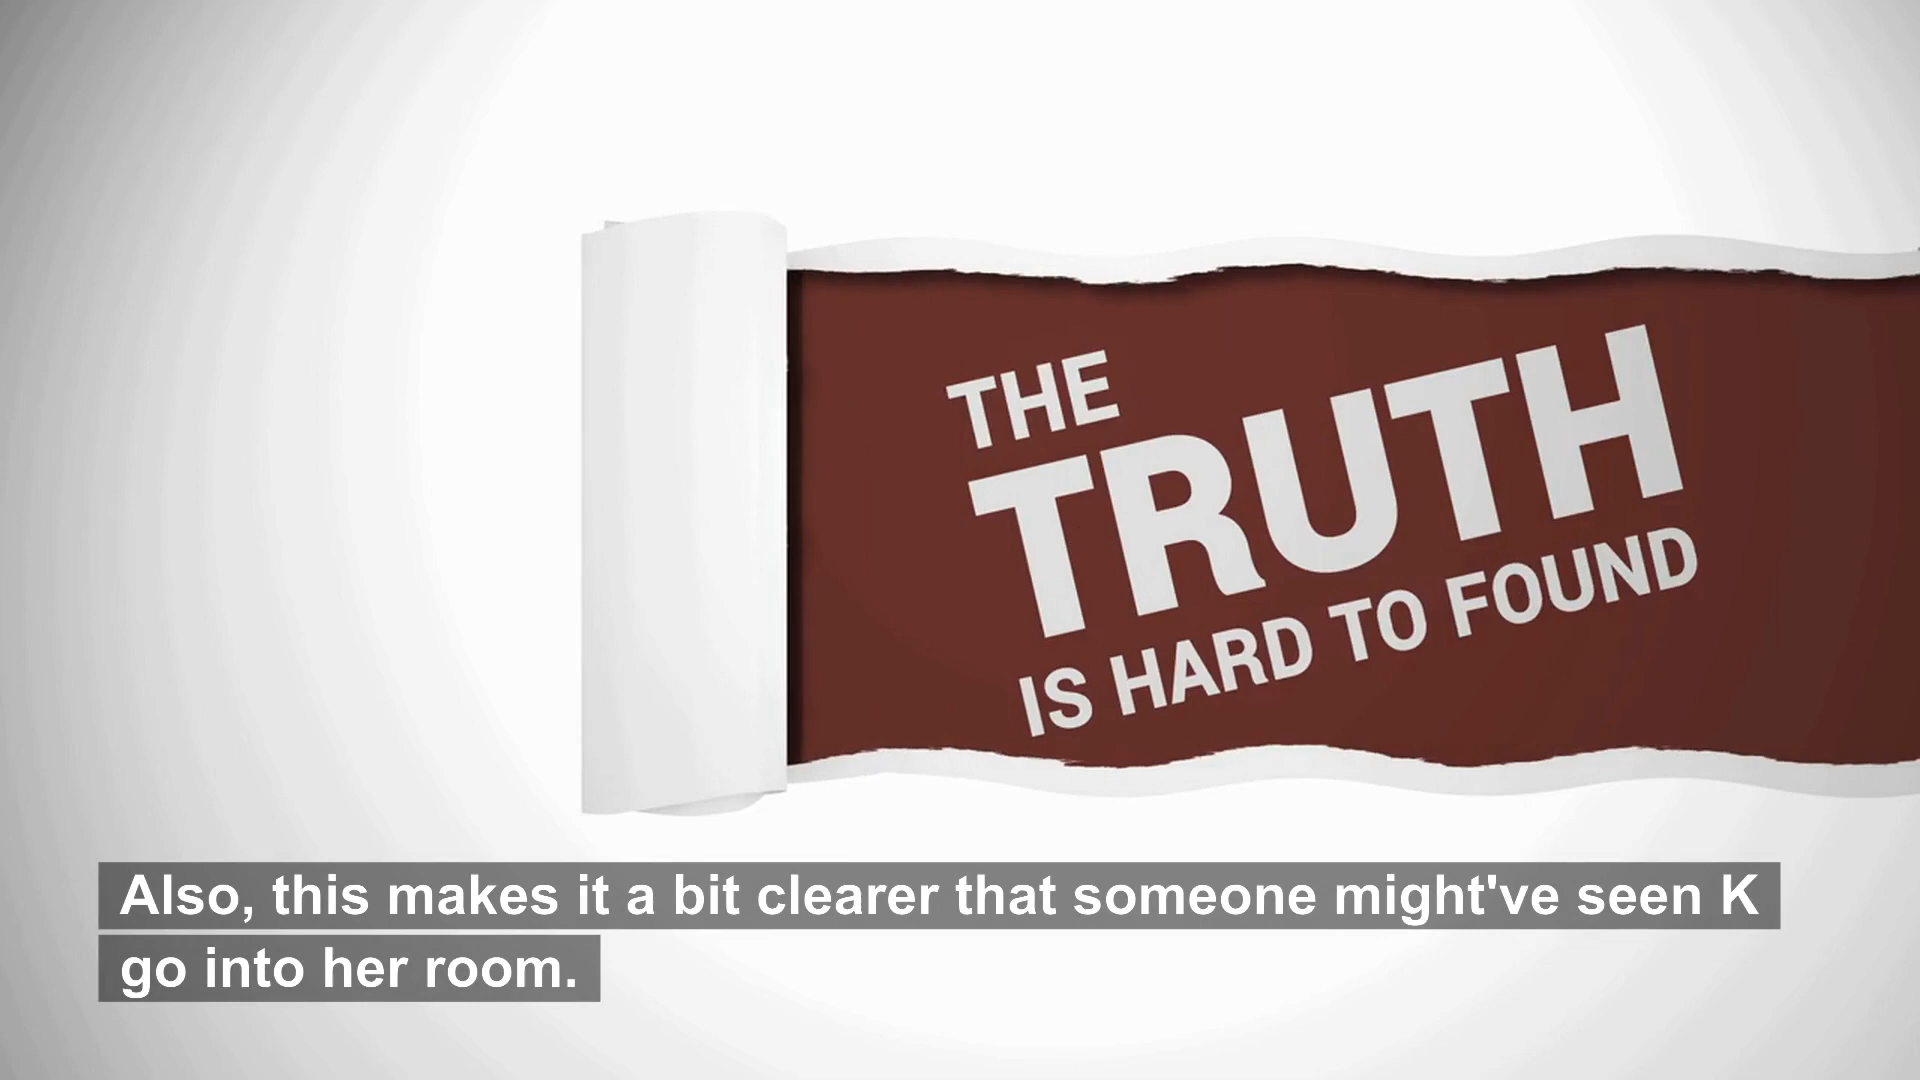 THE
TRUTH
IS HARD TO FOUND
Also, this makes it a bit clearer that someone might've seen K
go into her room.